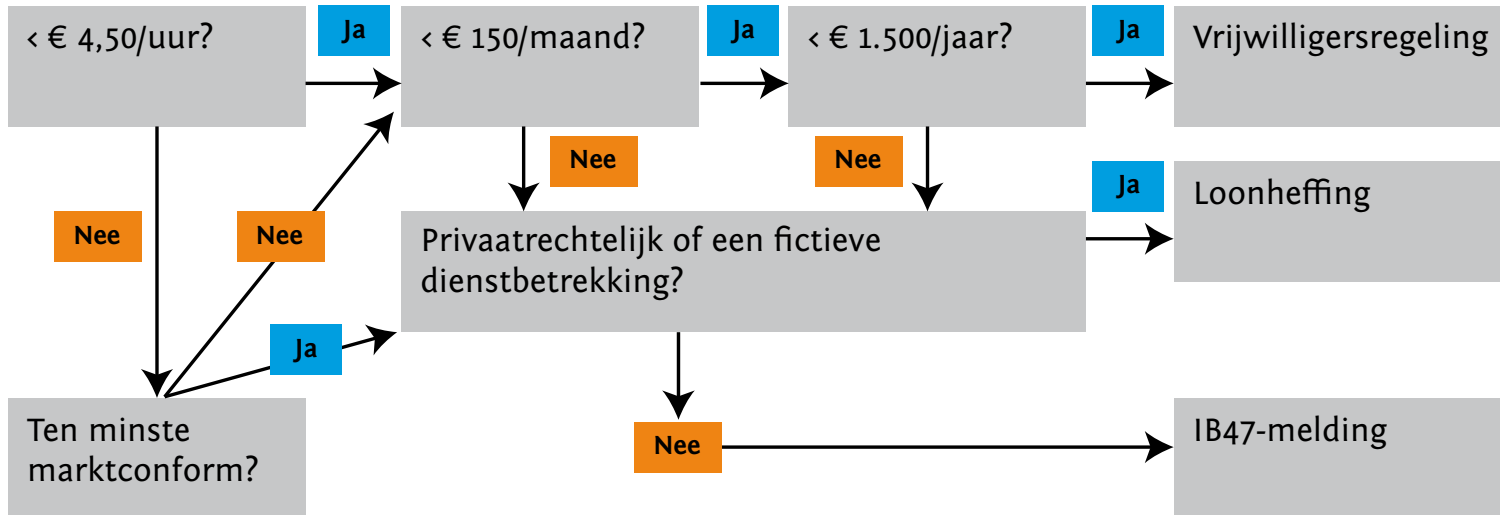 < € 4,50/uur?
Ja
< € 150/maand?
Ja
< € 1.500/jaar?
Ja
Vrijwilligersregeling
Nee
Nee
Nee
Nee
Privaatrechtelijk of een fictieve
dienstbetrekking?
Ja
Loonheffing
Ja
Ten minste
marktconform?
Nee
IB47-melding